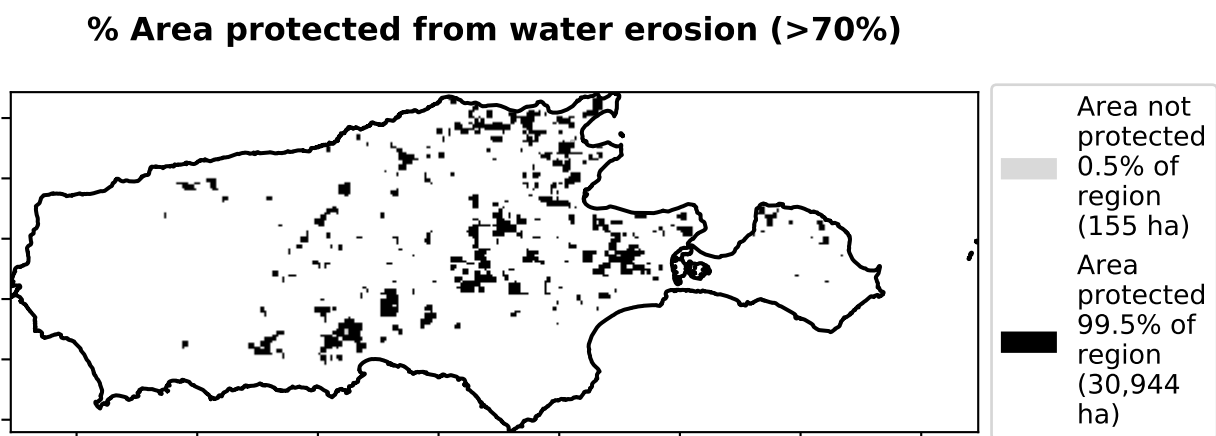 % Area protected from water erosion (>70%)
Area not
protected
0.5% of
region
(155 ha)
Area
protected
99.5% of
region
(30,944
ha)